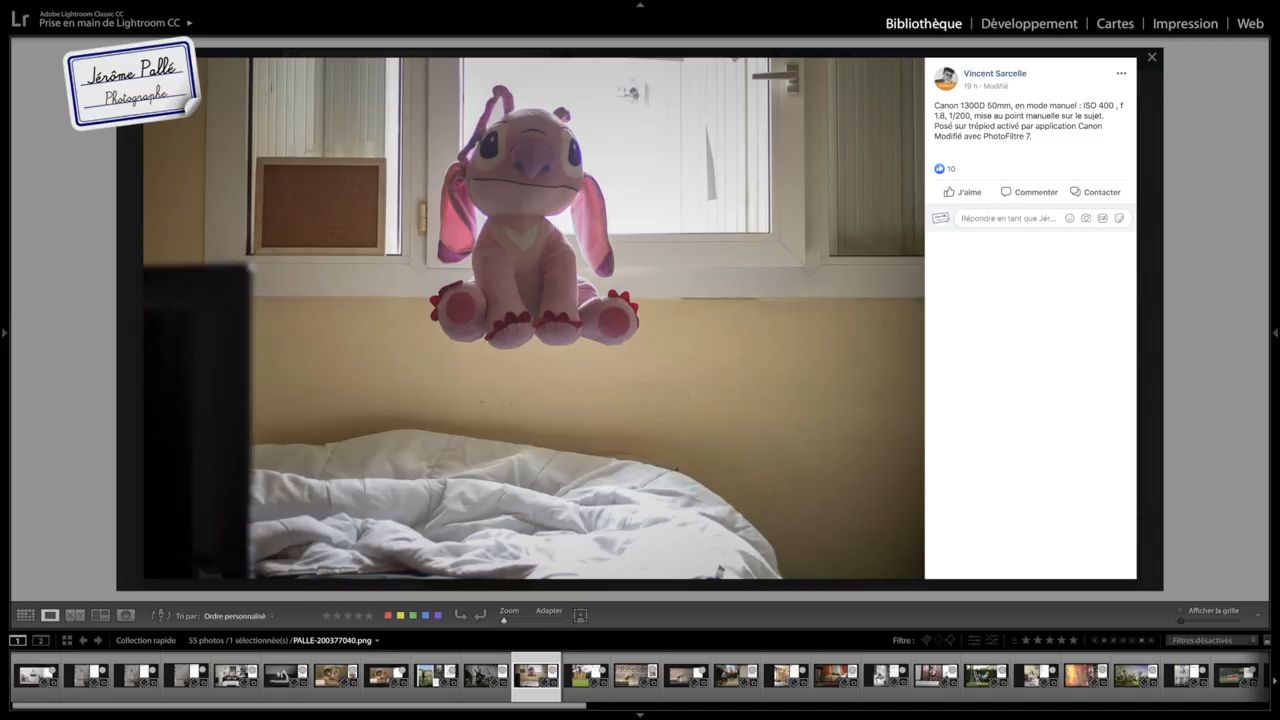 Lr
Adobe Lightroom Classic CC
Prise en main de Lightroom CC
Bibliothèque | Développement | Cartes | Impression | Web
Jérôme Pallé
Photographe
Vincent Sarcelle
19 h · Modifié
Canon 1300D 50mm, en mode manuel : ISO 400 , f
1.8, 1/200, mise au point manuelle sur le sujet.
Posé sur trépied activé par application Canon
Modifié avec PhotoFiltre 7.
10
J'aime
Commenter
Contacter
Répondre en tant que Jér...
Tri par : Ordre personnalisé
Zoom
Adapter
Afficher la grille
1
2
Collection rapide
55 photos /1 sélectionnée(s) /PALLE-200377040.png
Filtre :
Filtres désactivés